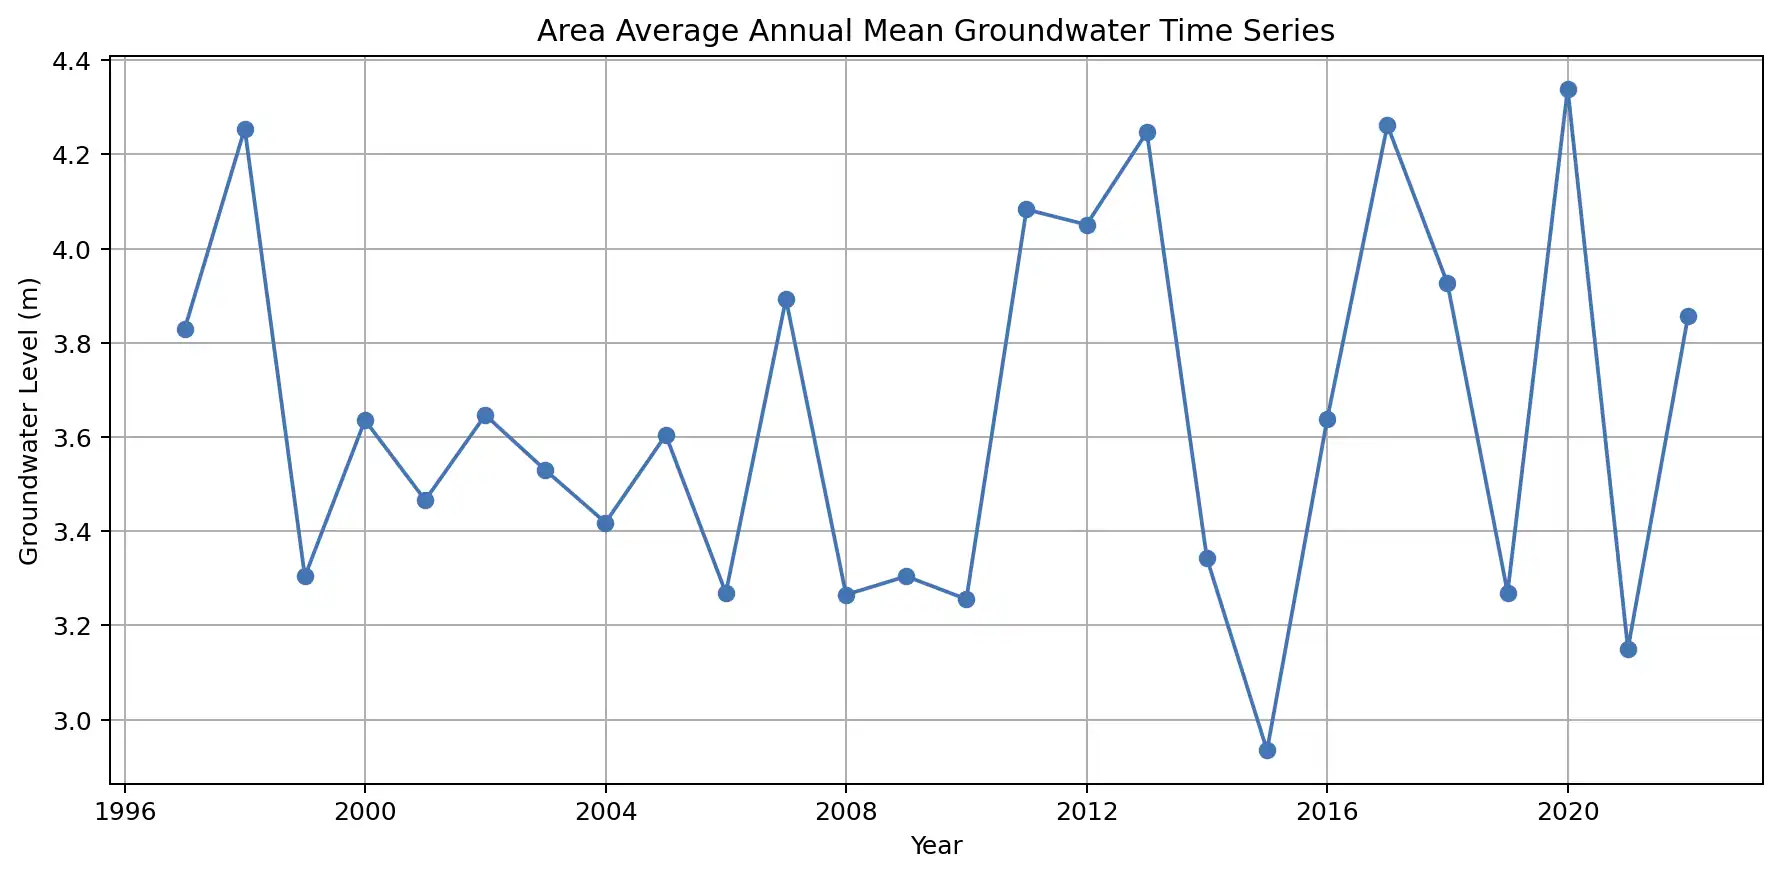 Area Average Annual Mean Groundwater Time Series
Groundwater Level (m)
4.4
4.2
4.0
3.8
3.6
3.4
3.2
3.0
1996 2000 2004 2008 2012 2016 2020
Year